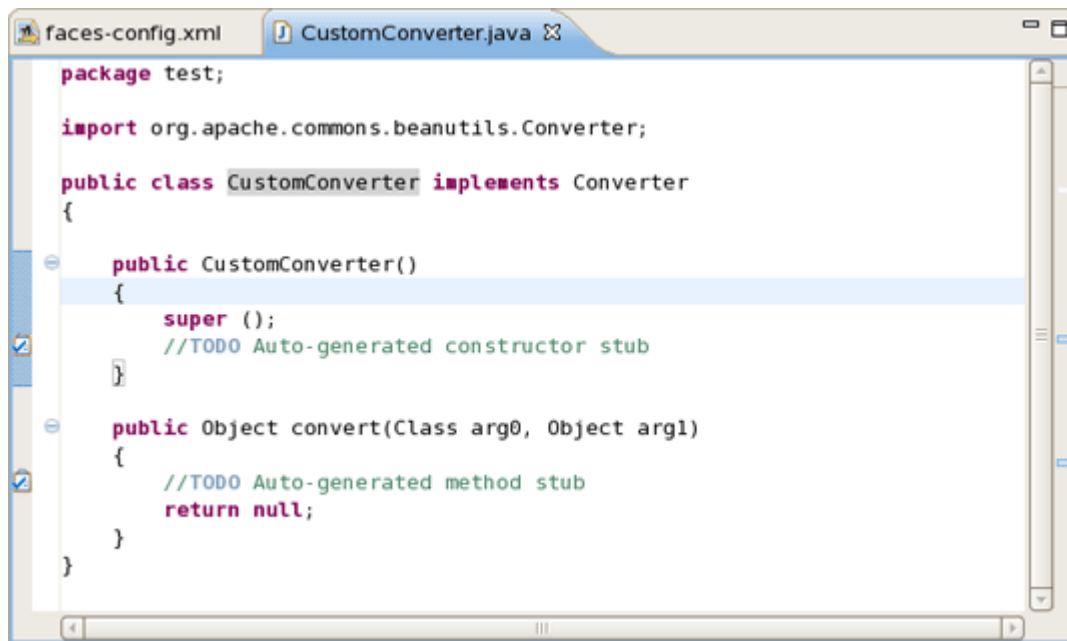 faces-config.xml CustomConverter.java
package test;
import org.apache.commons.beanutils.Converter;
public class CustomConverter implements Converter
{
public CustomConverter()
{
super ();
//TODO Auto-generated constructor stub
}
public Object convert(Class arg0, Object arg1)
{
//TODO Auto-generated method stub
return null;
}
}